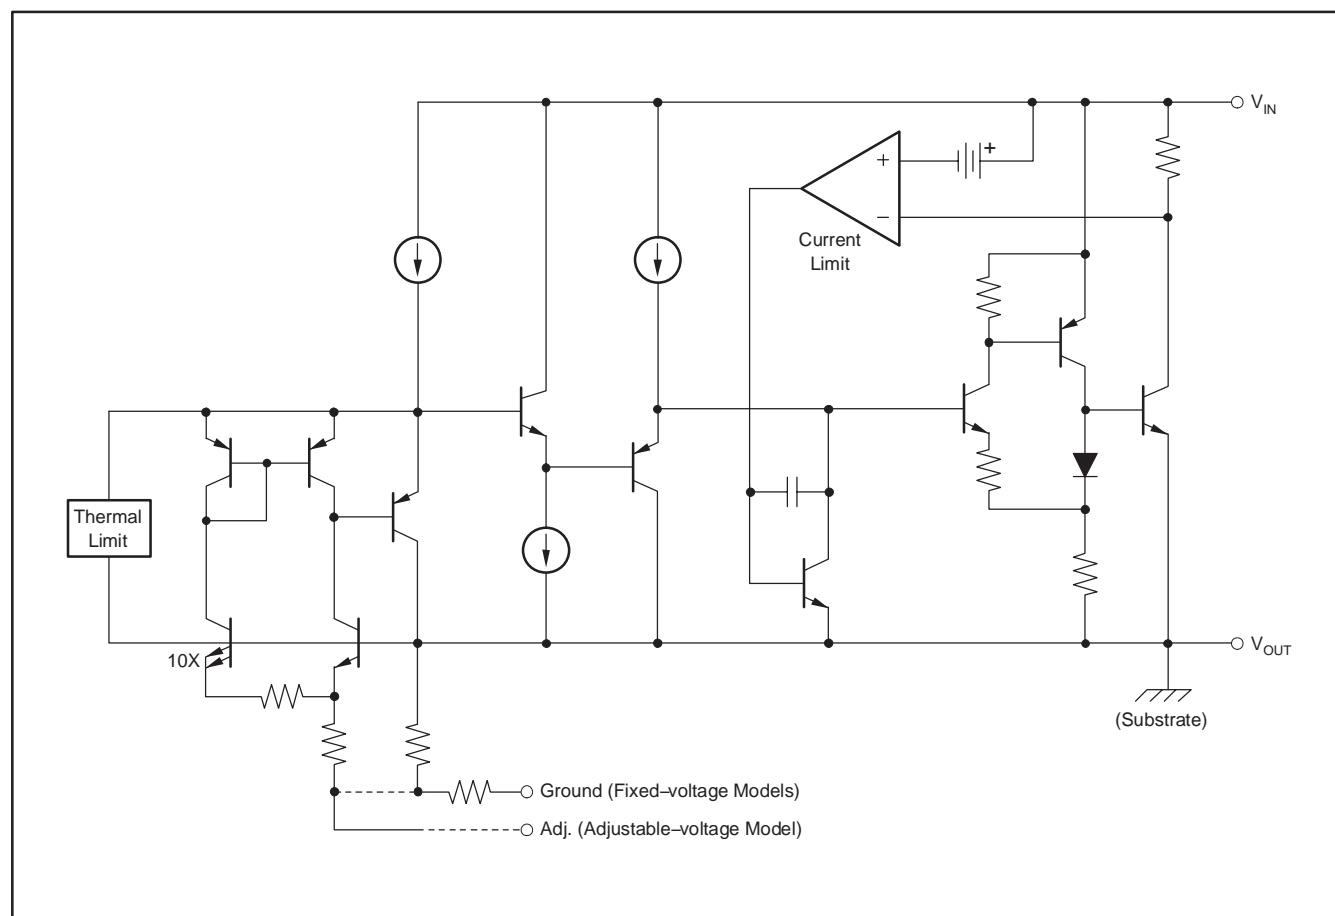 V_IN
+
+
−
Current
Limit
Thermal
Limit
10X
V_OUT
(Substrate)
Ground (Fixed–voltage Models)
Adj. (Adjustable–voltage Model)